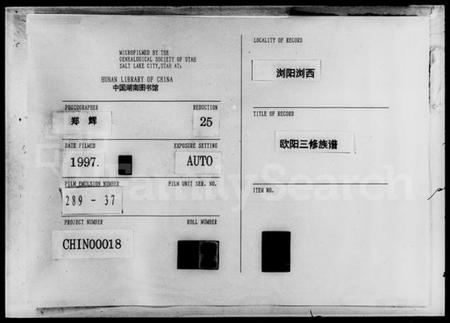 MICROFILMED BY THE
GENEALOGICAL SOCIETY OF UTAH
SALT LAKE CITY, UTAH AT:
HUNAN LIBRARY OF CHINA
中国湖南图书馆
PHOTOGRAPHER REDUCTION
郑辉 25
DATE FILMED EXPOSURE SETTING
1997. AUTO
FILM EMULSION NUMBER FILM UNIT SER. NO.
289 - 37
PROJECT NUMBER ROLL NUMBER
CHIN00018
LOCALITY OF RECORD
浏阳浏西
TITLE OF RECORD
欧阳三修族谱
ITEM NO.
FamilySearch